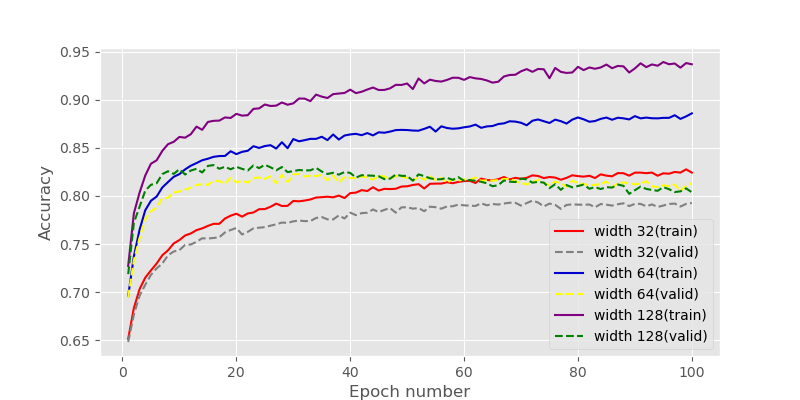 0.95
0.90
0.85
0.80
0.75
0.70
0.65
Accuracy
width 32(train)
width 32(valid)
width 64(train)
width 64(valid)
width 128(train)
width 128(valid)
0 20 40 60 80 100
Epoch number